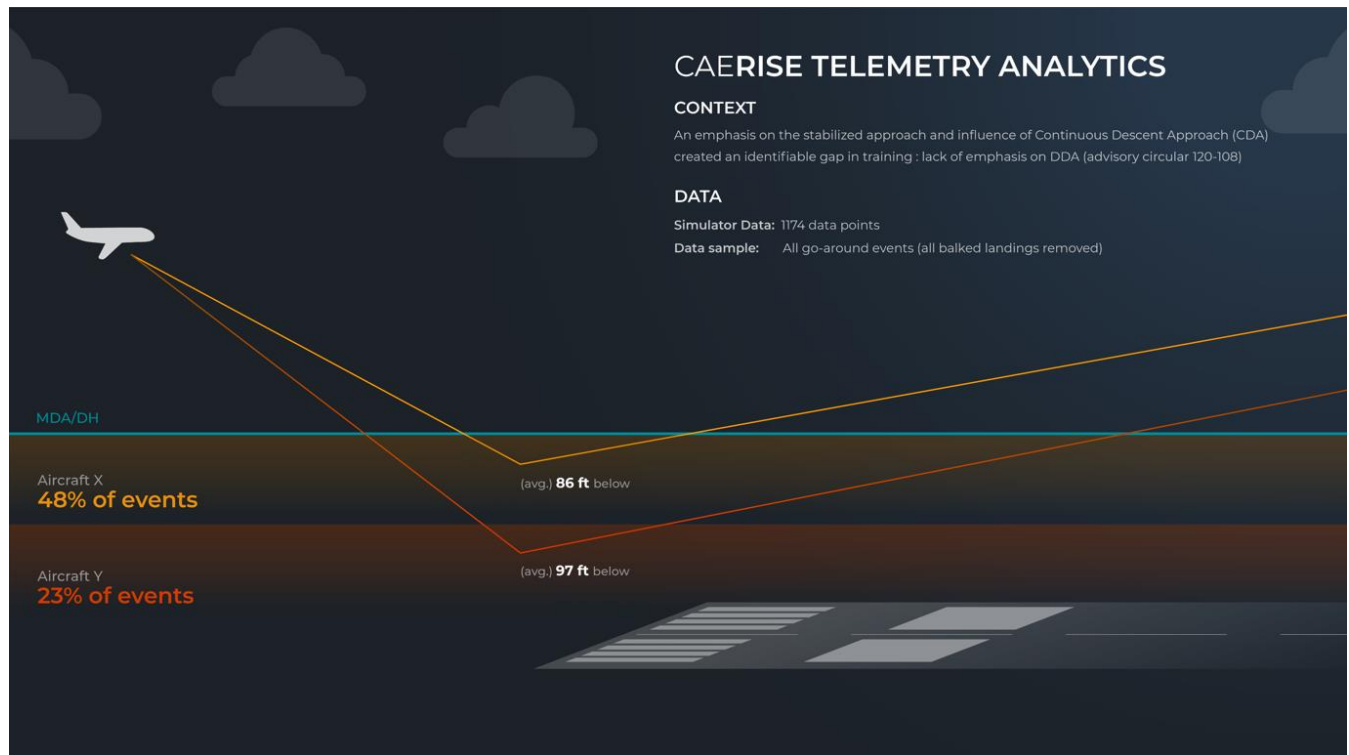 CAERISE TELEMETRY ANALYTICS
CONTEXT
An emphasis on the stabilized approach and influence of Continuous Descent Approach (CDA)
created an identifiable gap in training : lack of emphasis on DDA (advisory circular 120-108)
DATA
Simulator Data: 1174 data points
Data sample: All go-around events (all balked landings removed)
MDA/DH
Aircraft X
48% of events
(avg.) 86 ft below
Aircraft Y
23% of events
(avg.) 97 ft below